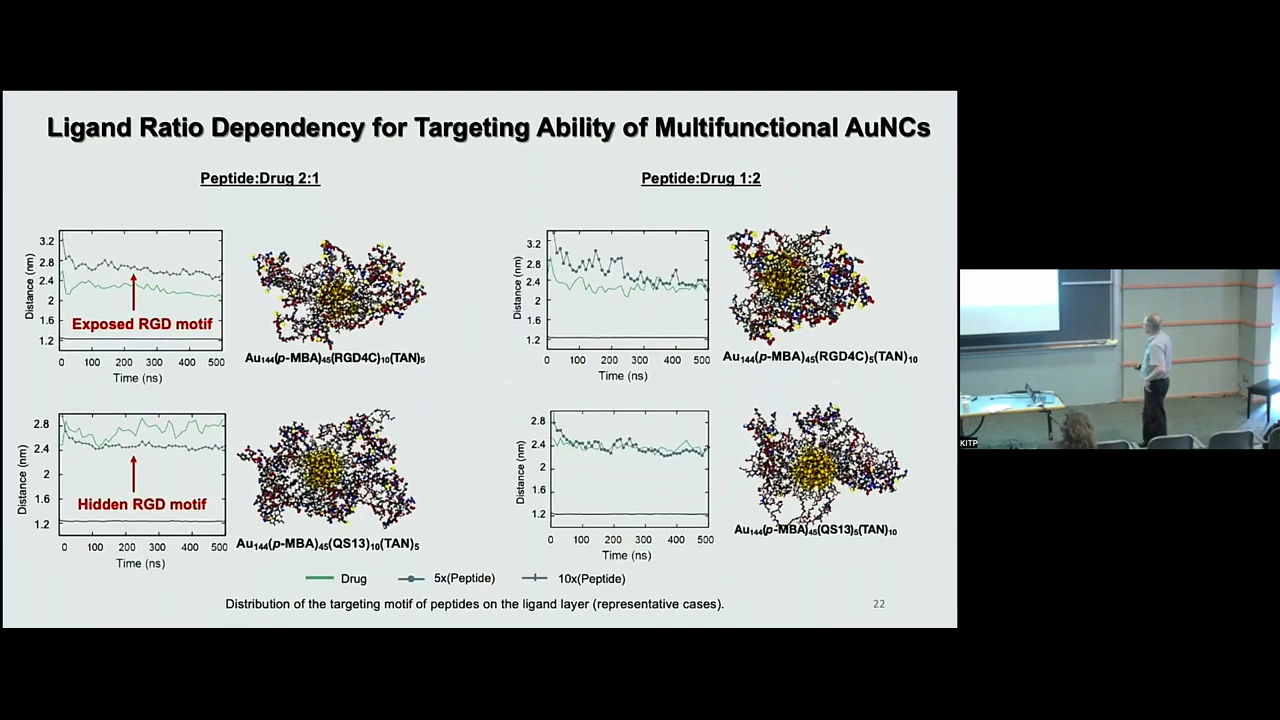 Ligand Ratio Dependency for Targeting Ability of Multifunctional AuNCs
Peptide:Drug 2:1
Peptide:Drug 1:2
Distance (nm)
3.2
2.8
2.4
2
1.6
1.2
Exposed RGD motif
0 100 200 300 400 500
Time (ns)
Au144(p-MBA)45(RGD4C)10(TAN)5
Distance (nm)
3.2
2.8
2.4
2
1.6
1.2
0 100 200 300 400 500
Time (ns)
Au144(p-MBA)45(RGD4C)5(TAN)10
Distance (nm)
2.8
2.4
2
1.6
1.2
Hidden RGD motif
0 100 200 300 400 500
Time (ns)
Au144(p-MBA)45(QS13)10(TAN)5
Distance (nm)
2.8
2.4
2
1.6
1.2
0 100 200 300 400 500
Time (ns)
Au144(p-MBA)45(QS13)5(TAN)10
Drug 5x(Peptide) 10x(Peptide)
Distribution of the targeting motif of peptides on the ligand layer (representative cases).
22
KITP